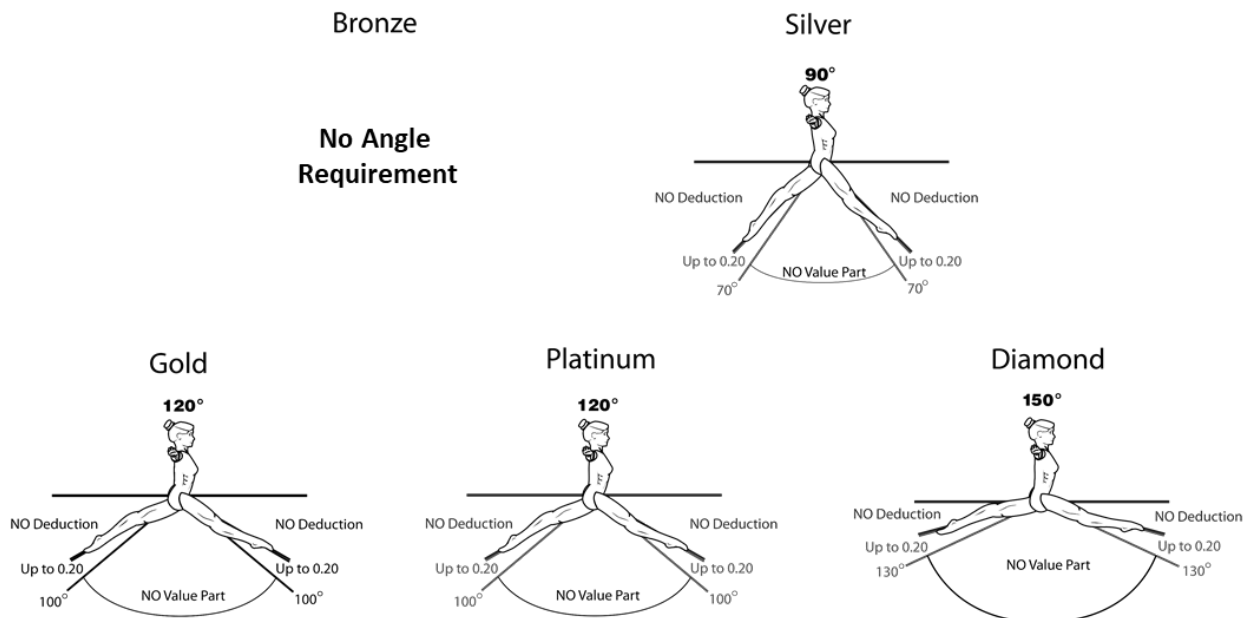 Bronze
No Angle
Requirement
Silver
90°
NO Deduction
NO Deduction
Up to 0.20
Up to 0.20
NO Value Part
70°
70°
Gold
120°
NO Deduction
NO Deduction
Up to 0.20
Up to 0.20
NO Value Part
100°
100°
Platinum
120°
NO Deduction
NO Deduction
Up to 0.20
Up to 0.20
NO Value Part
100°
100°
Diamond
150°
NO Deduction
NO Deduction
Up to 0.20
Up to 0.20
NO Value Part
130°
130°